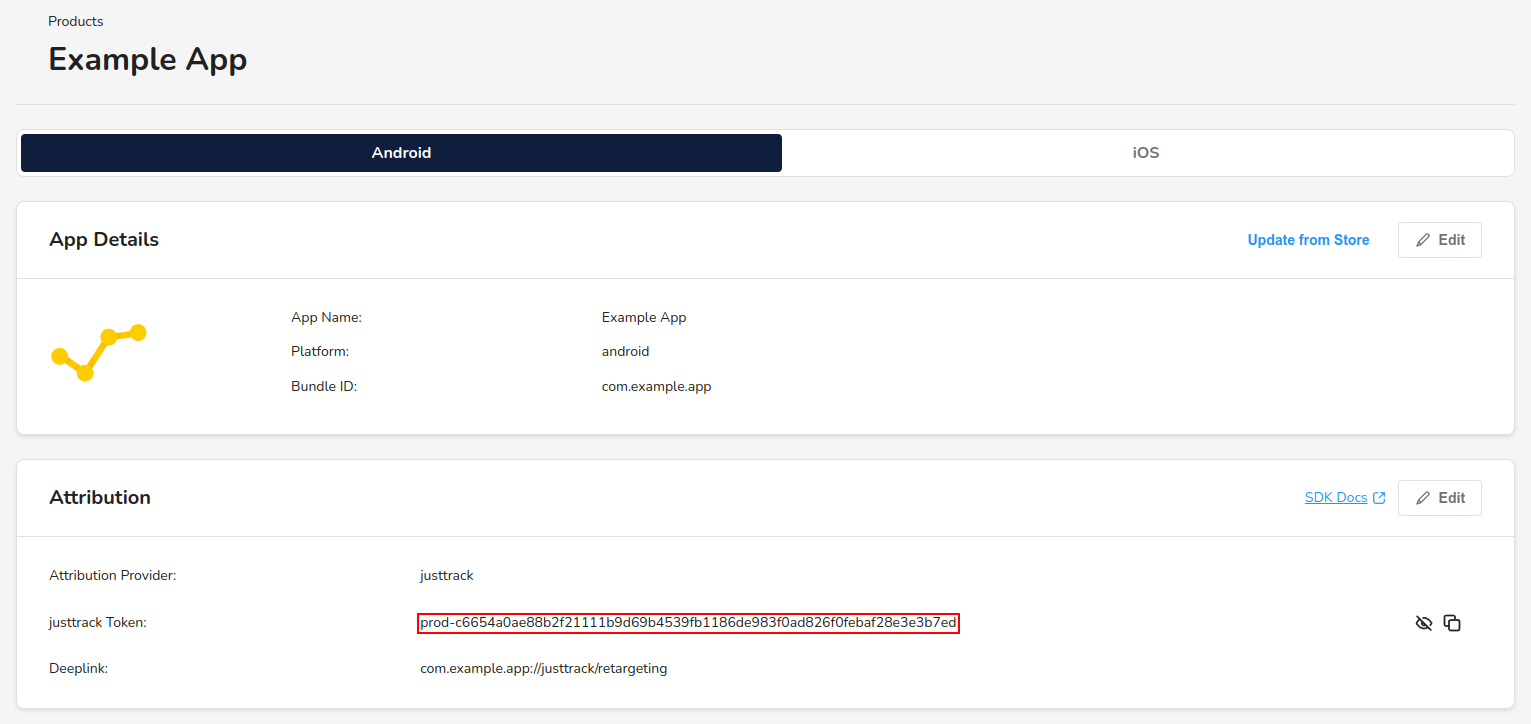 Products
Example App
Android iOS
App Details Update from Store Edit
App Name: Example App
Platform: android
Bundle ID: com.example.app
Attribution SDK Docs Edit
Attribution Provider: justtrack
justtrack Token: prod-c6654a0ae88b2f21111b9d69b4539fb1186de983f0ad826f0febaf28e3e3b7ed
Deeplink: com.example.app://justtrack/retargeting